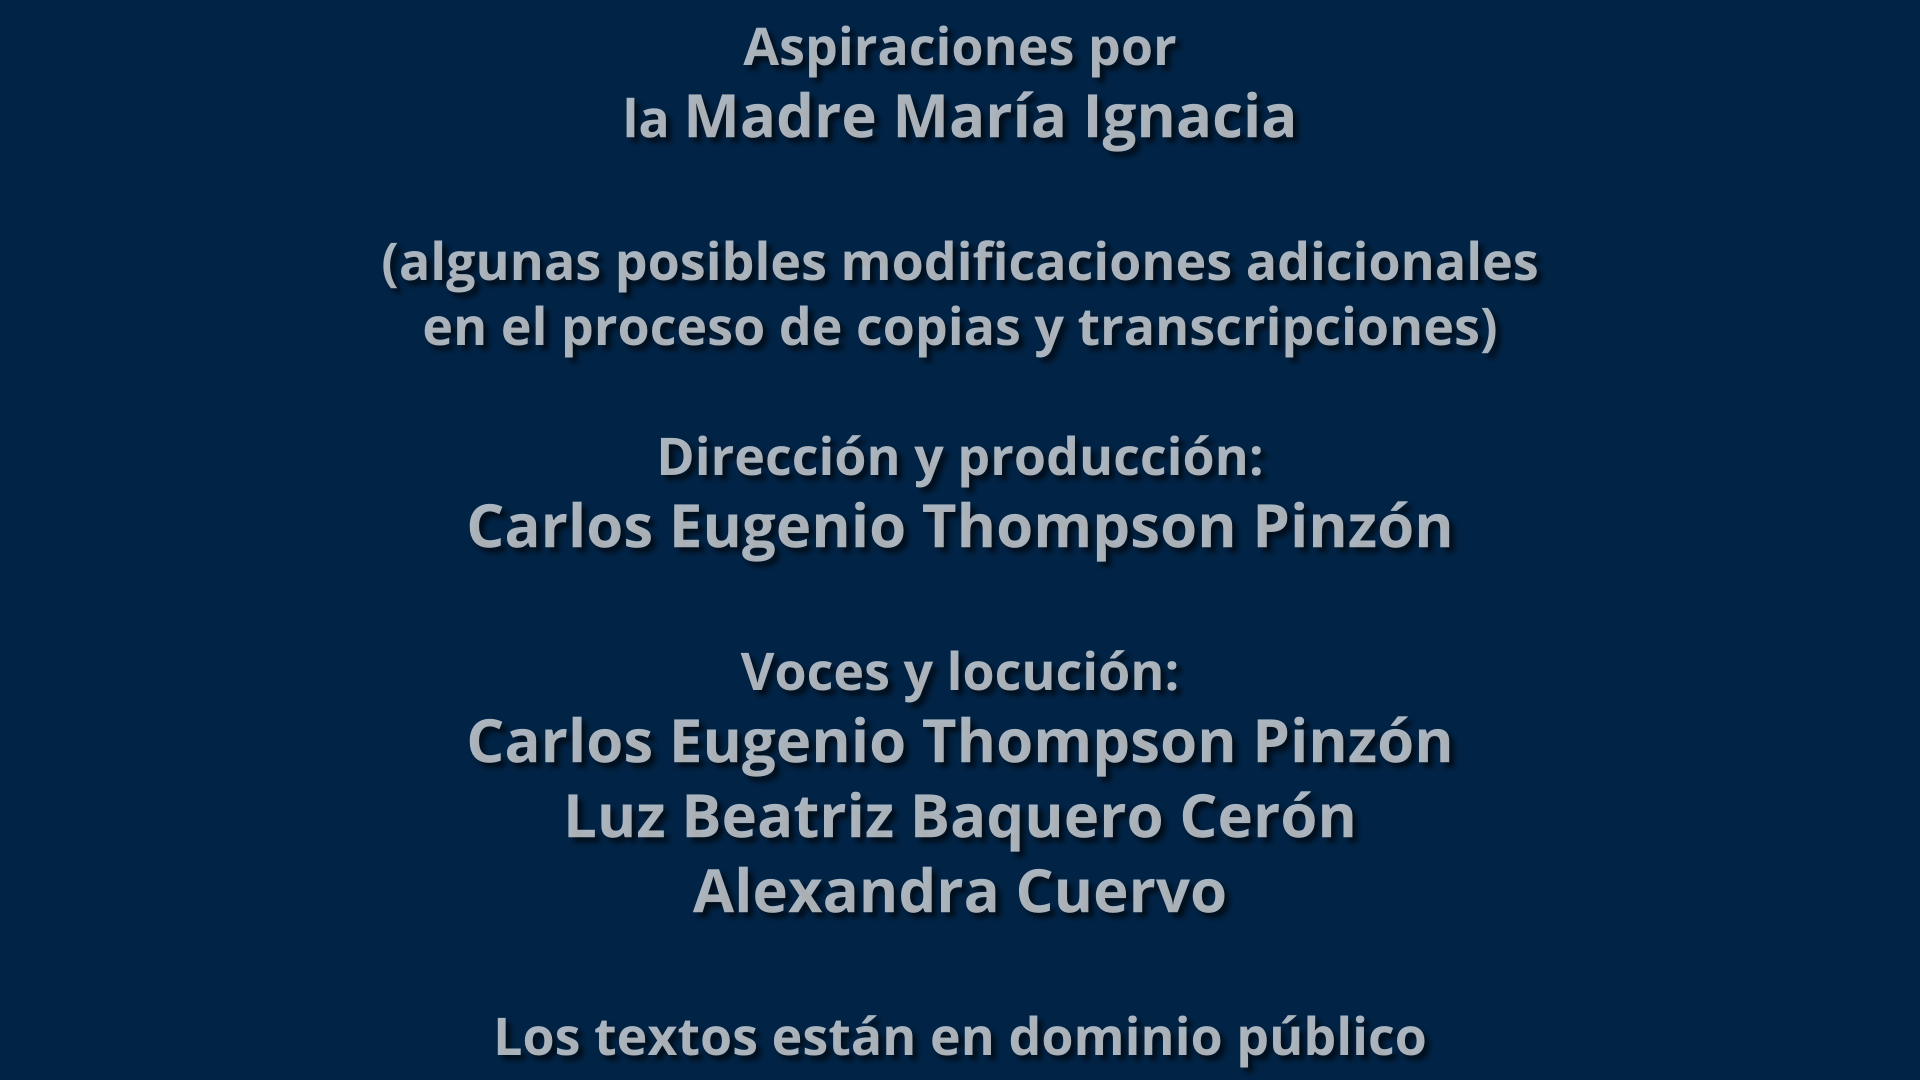 Aspiraciones por
la Madre María Ignacia
(algunas posibles modificaciones adicionales
en el proceso de copias y transcripciones)
Dirección y producción:
Carlos Eugenio Thompson Pinzón
Voces y locución:
Carlos Eugenio Thompson Pinzón
Luz Beatriz Baquero Cerón
Alexandra Cuervo
Los textos están en dominio público